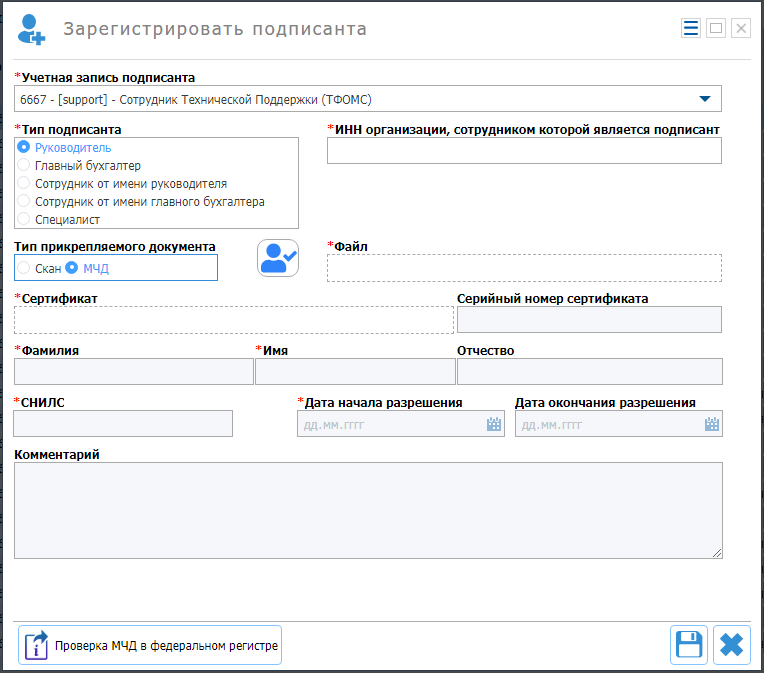 Зарегистрировать подписанта
*Учетная запись подписанта
6667 - [support] - Сотрудник Технической Поддержки (ТФОМС)
*Тип подписанта
*ИНН организации, сотрудником которой является подписант
Руководитель
Главный бухгалтер
Сотрудник от имени руководителя
Сотрудник от имени главного бухгалтера
Специалист
Тип прикрепляемого документа
*Файл
Скан МЧД
*Сертификат
Серийный номер сертификата
*Фамилия
*Имя
Отчество
*СНИЛС
*Дата начала разрешения
Дата окончания разрешения
дд.мм.гггг
дд.мм.гггг
Комментарий
Проверка МЧД в федеральном регистре